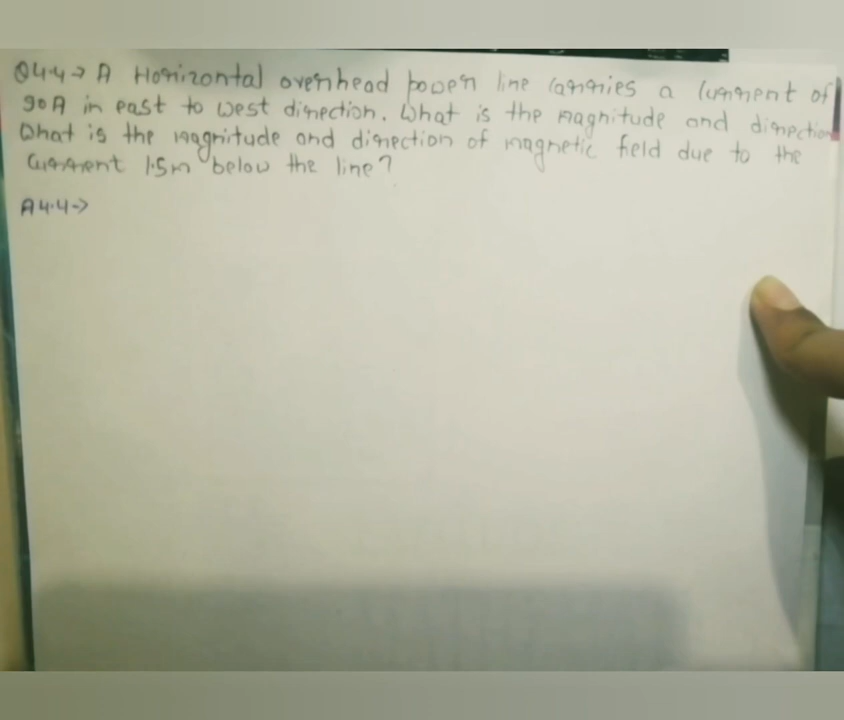 Q4.4→ A Horizontal overhead power line carries a current of
90A in east to west direction. What is the magnitude and direction
What is the magnitude and direction of magnetic field due to the
current 1.5m below the line?
A4.4→